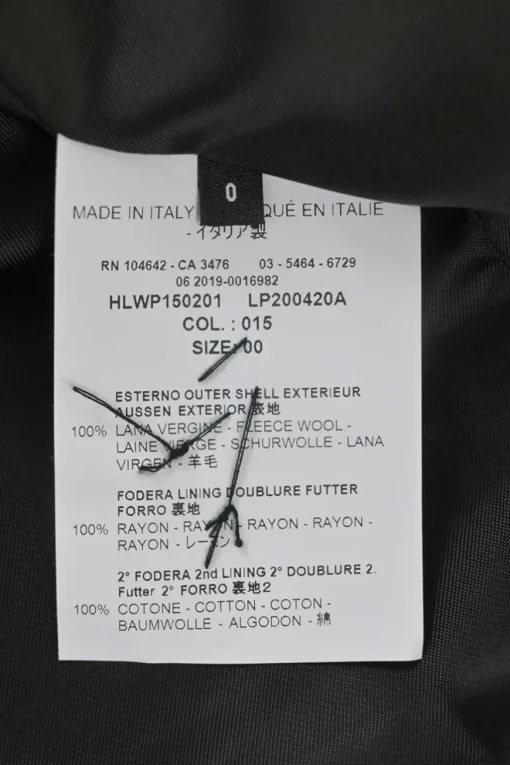 0
MADE IN ITALY QUÉ EN ITALIE
- イタリア製
RN 104642 - CA 3476 03 - 5464 - 6729
06 2019-0016982
HLWP150201 LP200420A
COL. : 015
SIZE: 00
ESTERNO OUTER SHELL EXTERIEUR
AUSSEN EXTERIOR 表地
100% LANA VERGINE - FLEECE WOOL -
LAINE VIERGE - SCHURWOLLE - LANA
VIRGEN - 羊毛
FODERA LINING DOUBLURE FUTTER
FORRO 裏地
100% RAYON - RAYON - RAYON - RAYON -
RAYON - レーヨン
2° FODERA 2nd LINING 2° DOUBLURE 2.
Futter 2° FORRO 裏地2
100% COTONE - COTTON - COTON -
BAUMWOLLE - ALGODON - 綿